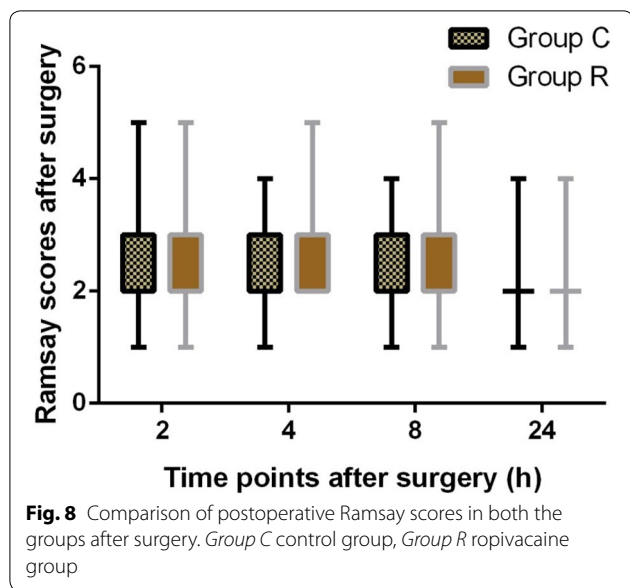 Group C
Group R
Ramsay scores after surgery
6
4
2
0
2
4
8
24
Time points after surgery (h)
Fig. 8 Comparison of postoperative Ramsay scores in both the
groups after surgery. Group C control group, Group R ropivacaine
group